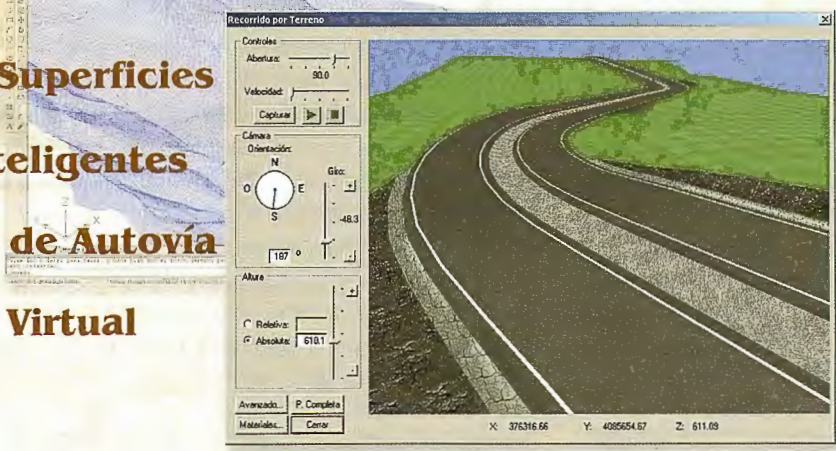 Superficies
teligentes
de Autovía
Virtual
Recorrido por Terreno
Controles
Abertura:
90.0
Velocidad:
Capturar
Cámara
Orientación:
N
O
E
S
Giro:
-48.3
187 º
Altura
Relativa:
Absoluta: 610.1
Avanzado... P. Completa
Materiales... Cerrar
X: 376316.66 Y: 4085654.67 Z: 611.09